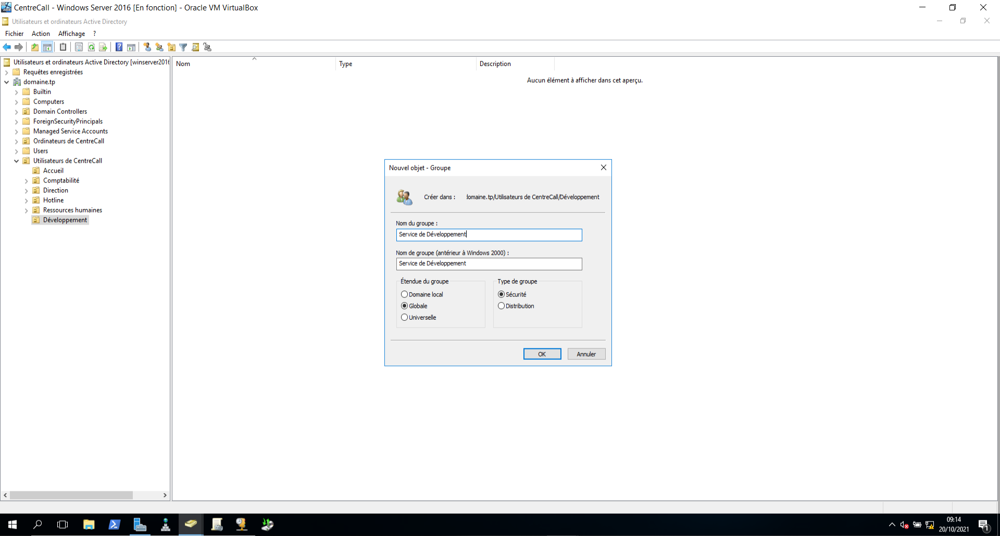 CentreCall - Windows Server 2016 [En fonction] - Oracle VM VirtualBox
Utilisateurs et ordinateurs Active Directory
Fichier Action Affichage ?
Utilisateurs et ordinateurs Active Directory [winserver2016
Requêtes enregistrées
domaine.tp
Builtin
Computers
Domain Controllers
ForeignSecurityPrincipals
Managed Service Accounts
Ordinateurs de CentreCall
Users
Utilisateurs de CentreCall
Accueil
Comptabilité
Direction
Hotline
Ressources humaines
Développement
Nom Type Description
Aucun élément à afficher dans cet aperçu.
Nouvel objet - Groupe
Créer dans : domaine.tp/Utilisateurs de CentreCall/Développement
Nom du groupe :
Service de Développement
Nom de groupe (antérieur à Windows 2000) :
Service de Développement
Étendue du groupe
Domaine local
Globale
Universelle
Type de groupe
Sécurité
Distribution
OK Annuler
09:14
20/10/2021
1